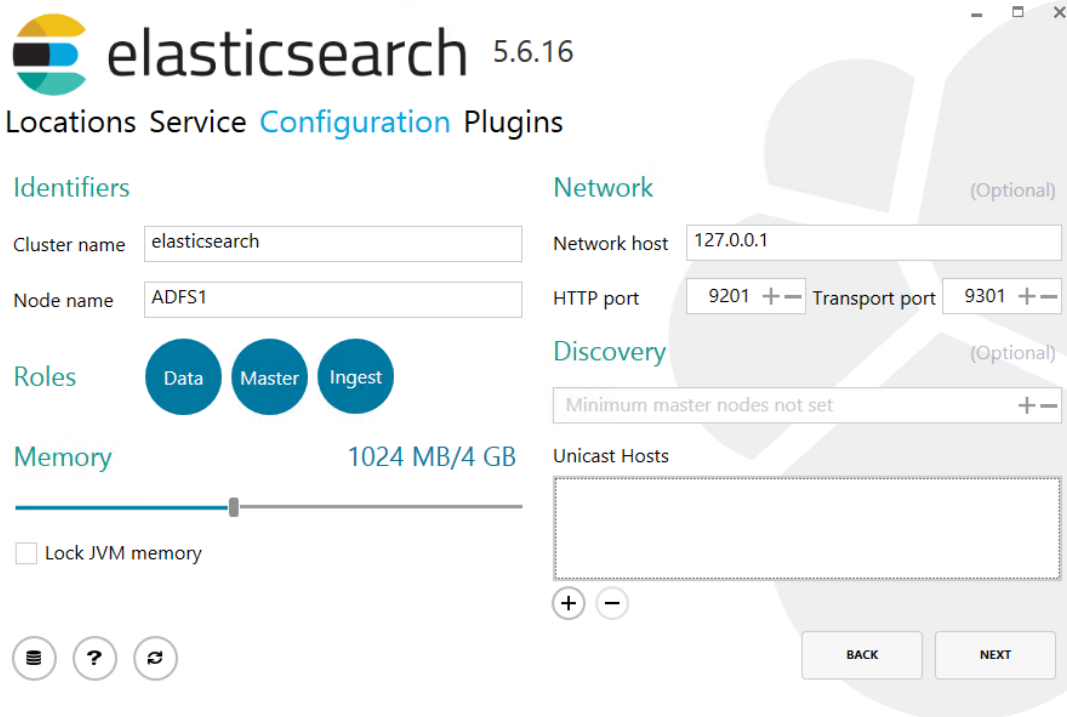 elasticsearch 5.6.16
Locations Service Configuration Plugins
Identifiers
Cluster name elasticsearch
Node name ADFS1
Roles Data Master Ingest
Memory 1024 MB/4 GB
Lock JVM memory
Network (Optional)
Network host 127.0.0.1
HTTP port 9201 Transport port 9301
Discovery (Optional)
Minimum master nodes not set
Unicast Hosts
BACK NEXT